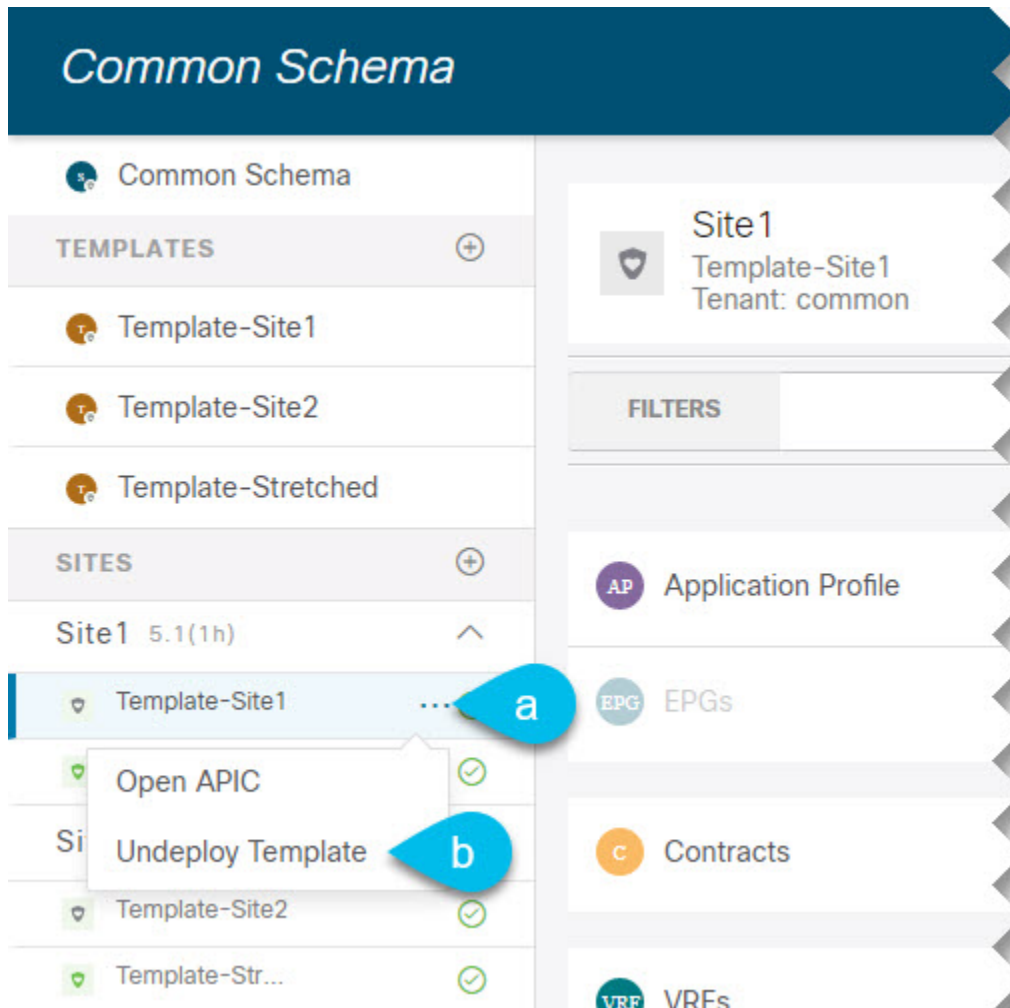 Common Schema
S
Common Schema
TEMPLATES
T
Template-Site1
T
Template-Site2
T
Template-Stretched
SITES
Site1 5.1(1h)
Template-Site1
...
a
Open APIC
Si
Undeploy Template
b
Template-Site2
Template-Str...
Site1
Template-Site1
Tenant: common
FILTERS
AP
Application Profile
EPG
EPGs
C
Contracts
VRF
VRFs